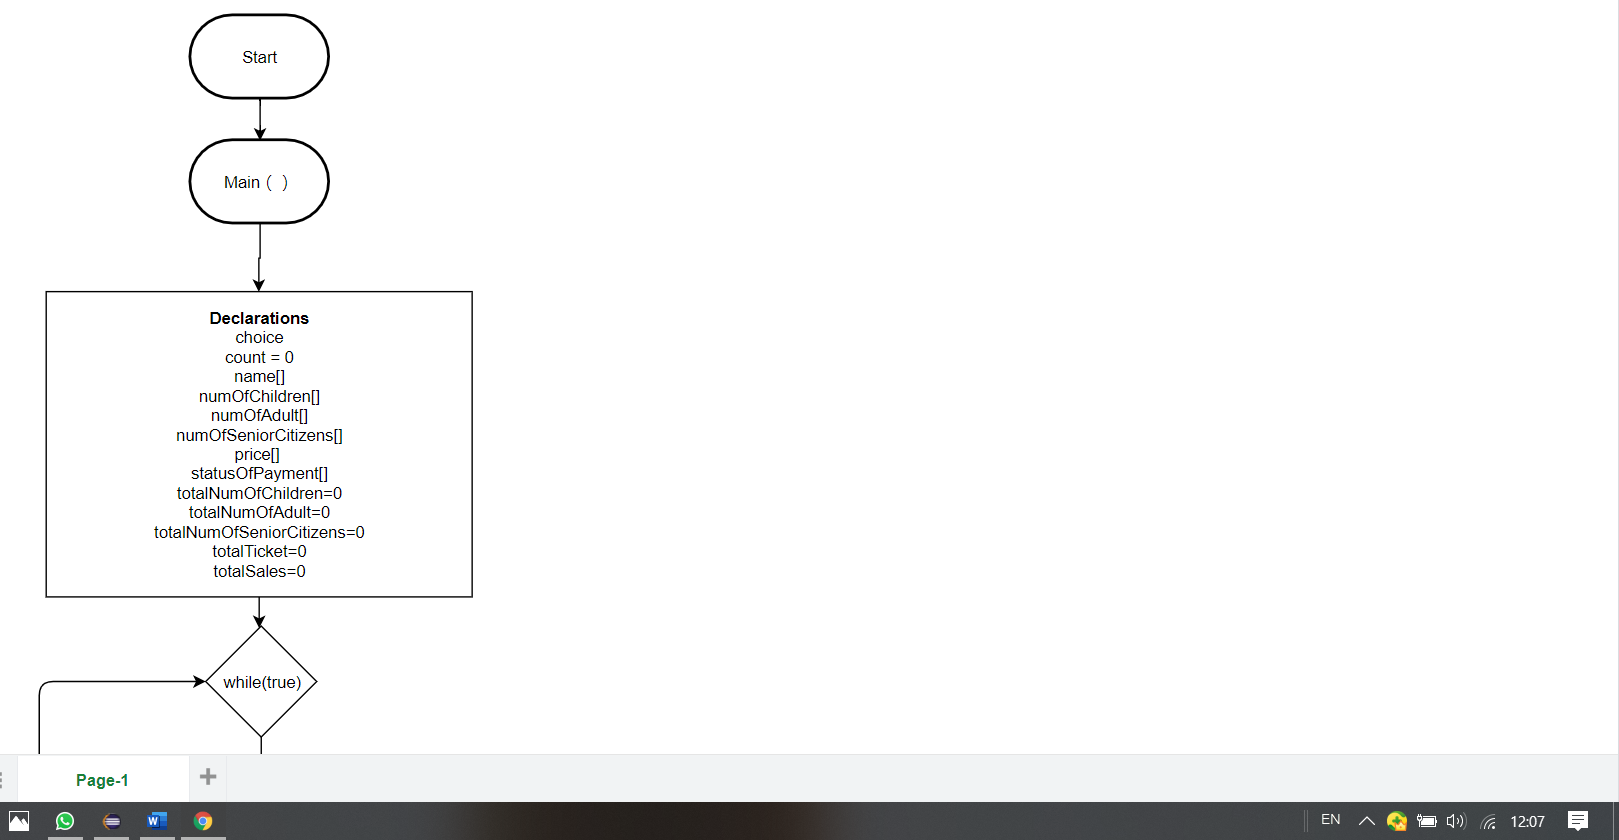 Start
Main ( )
Declarations
choice
count = 0
name[]
numOfChildren[]
numOfAdult[]
numOfSeniorCitizens[]
price[]
statusOfPayment[]
totalNumOfChildren=0
totalNumOfAdult=0
totalNumOfSeniorCitizens=0
totalTicket=0
totalSales=0
while(true)
Page-1
W
EN
12:07